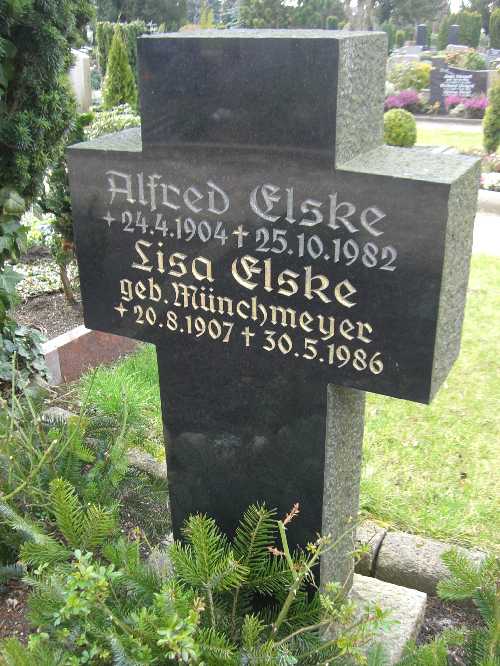 Alfred Elske
+ 24.4.1904 + 25.10.1982
Lisa Elske
geb. Münchmeyer
+ 20.8.1907 + 30.5.1986